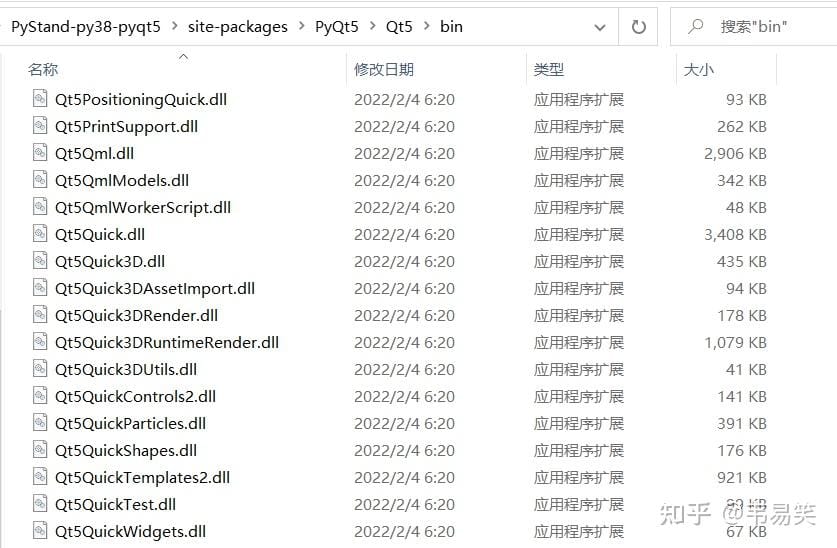 PyStand-py38-pyqt5 > site-packages > PyQt5 > Qt5 > bin 搜索"bin"
名称 修改日期 类型 大小
Qt5PositioningQuick.dll 2022/2/4 6:20 应用程序扩展 93 KB
Qt5PrintSupport.dll 2022/2/4 6:20 应用程序扩展 262 KB
Qt5Qml.dll 2022/2/4 6:20 应用程序扩展 2,906 KB
Qt5QmlModels.dll 2022/2/4 6:20 应用程序扩展 342 KB
Qt5QmlWorkerScript.dll 2022/2/4 6:20 应用程序扩展 48 KB
Qt5Quick.dll 2022/2/4 6:20 应用程序扩展 3,408 KB
Qt5Quick3D.dll 2022/2/4 6:20 应用程序扩展 435 KB
Qt5Quick3DAssetImport.dll 2022/2/4 6:20 应用程序扩展 94 KB
Qt5Quick3DRender.dll 2022/2/4 6:20 应用程序扩展 178 KB
Qt5Quick3DRuntimeRender.dll 2022/2/4 6:20 应用程序扩展 1,079 KB
Qt5Quick3DUtils.dll 2022/2/4 6:20 应用程序扩展 41 KB
Qt5QuickControls2.dll 2022/2/4 6:20 应用程序扩展 141 KB
Qt5QuickParticles.dll 2022/2/4 6:20 应用程序扩展 391 KB
Qt5QuickShapes.dll 2022/2/4 6:20 应用程序扩展 176 KB
Qt5QuickTemplates2.dll 2022/2/4 6:20 应用程序扩展 921 KB
Qt5QuickTest.dll 2022/2/4 6:20 应用程序扩展 KB
Qt5QuickWidgets.dll 2022/2/4 6:20 应用程序扩展 67 KB
知乎 @韦易笑